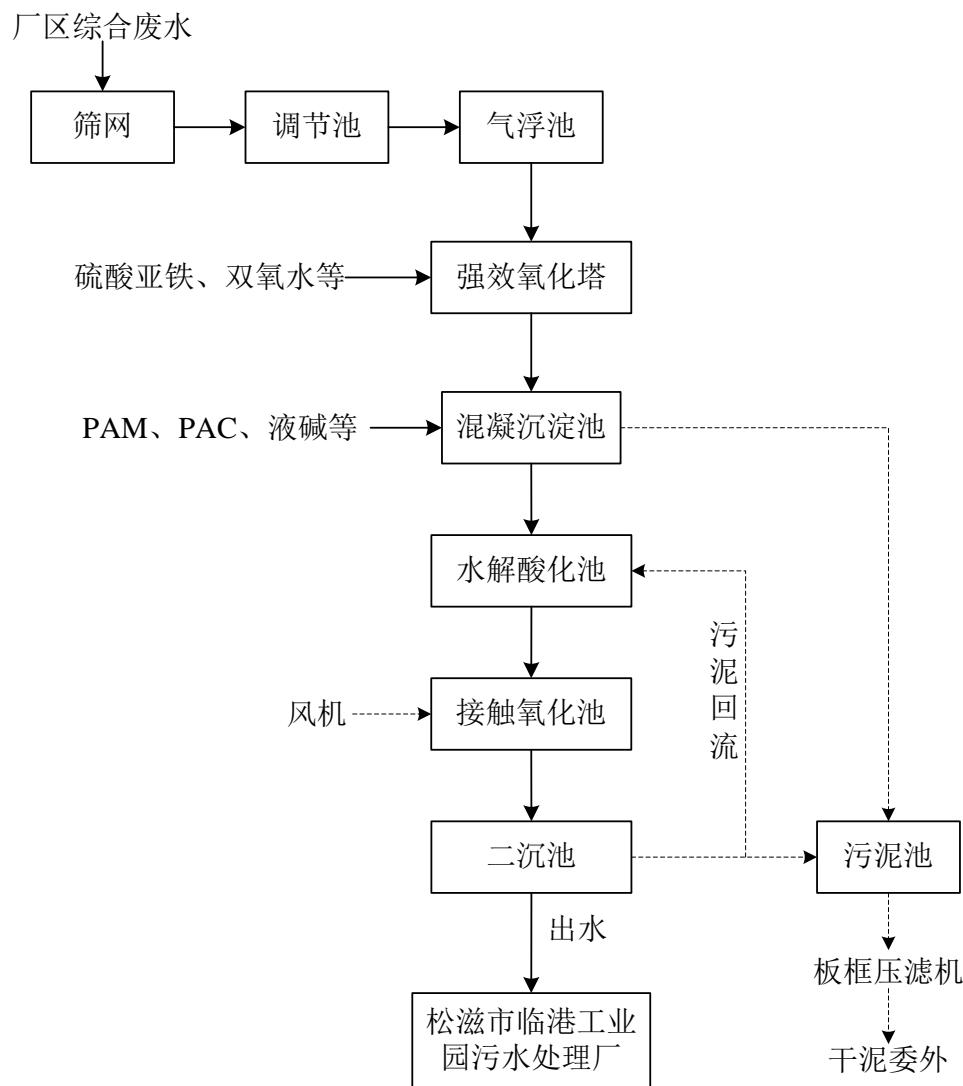 厂区综合废水
筛网
调节池
气浮池
硫酸亚铁、双氧水等
强效氧化塔
PAM、PAC、液碱等
混凝沉淀池
水解酸化池
污泥回流
风机
接触氧化池
二沉池
污泥池
出水
板框压滤机
松滋市临港工业
园污水处理厂
干泥委外